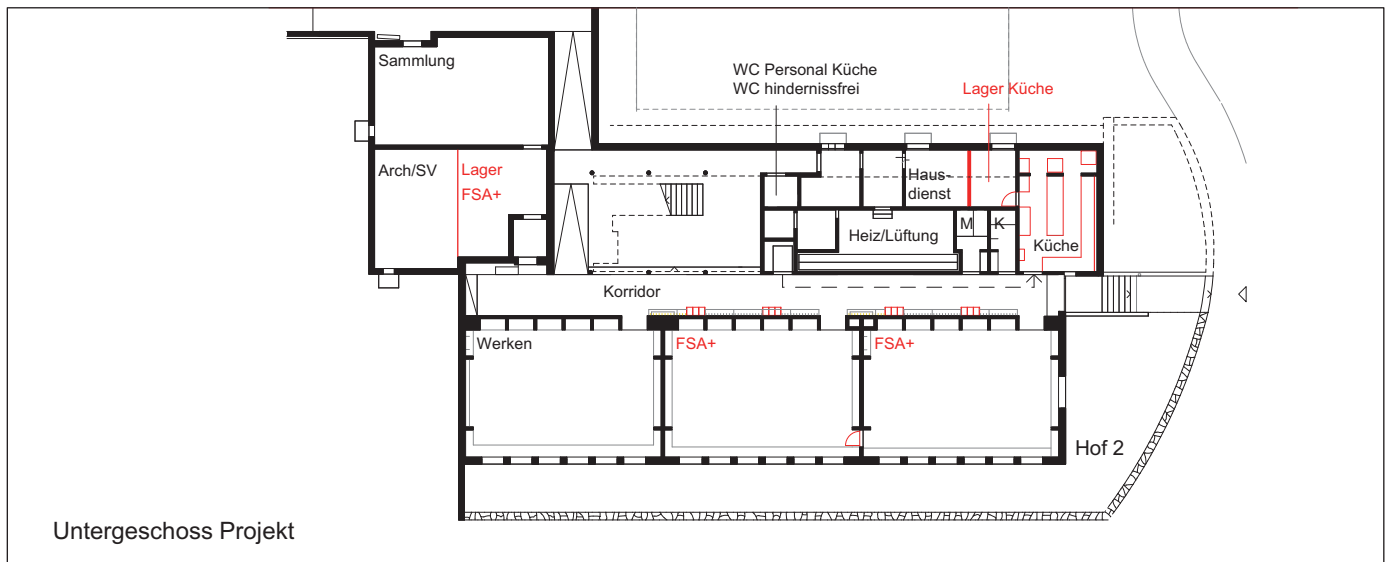 Sammlung
WC Personal Küche
WC hindernissfrei
Lager Küche
Arch/SV
Lager
FSA+
Haus-
dienst
M
K
Heiz/Lüftung
Küche
Korridor
Werken
FSA+
FSA+
Hof 2
Untergeschoss Projekt